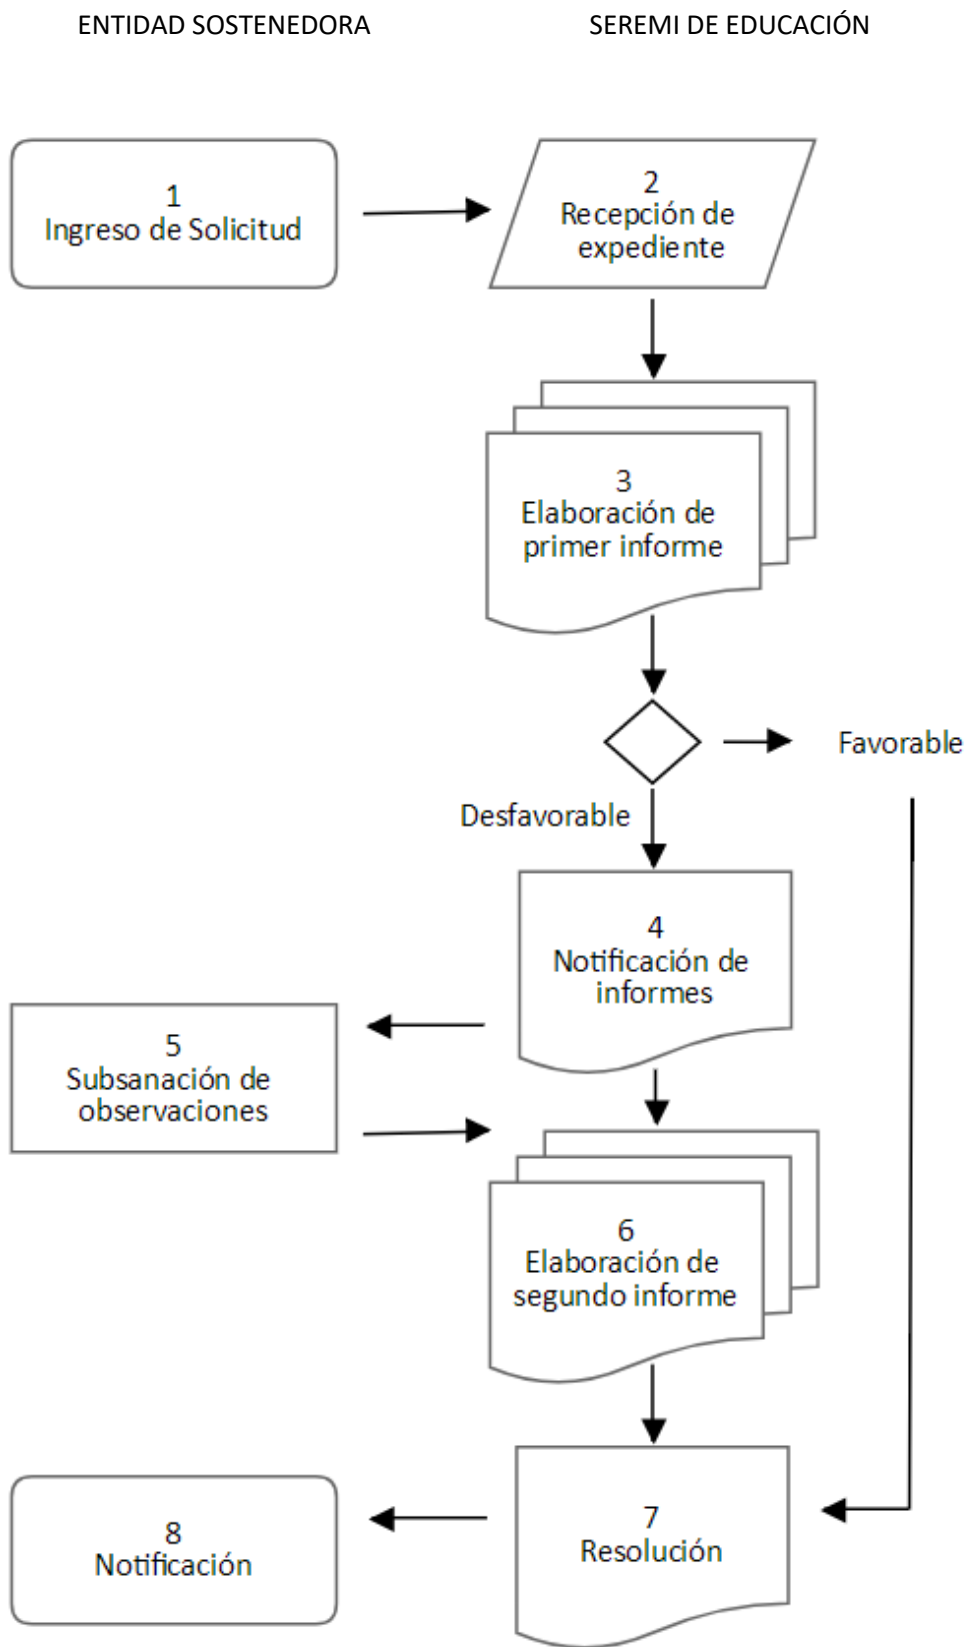 ENTIDAD SOSTENEDORA
SEREMI DE EDUCACIÓN
1
Ingreso de Solicitud
2
Recepción de
expediente
3
Elaboración de
primer informe
Favorable
Desfavorable
4
Notificación de
informes
5
Subsanación de
observaciones
6
Elaboración de
segundo informe
7
Resolución
8
Notificación